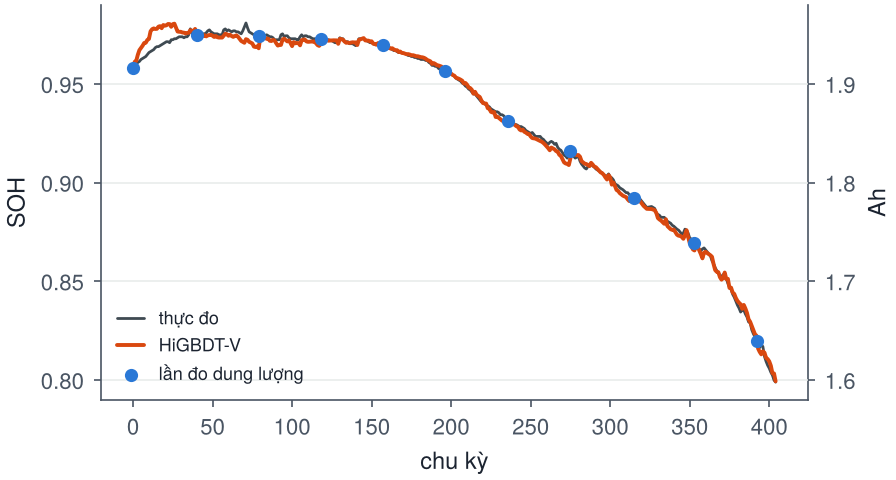 SOH
0.95
0.90
0.85
0.80
1.9
1.8
1.7
1.6
Ah
thực đo
HiGBDT-V
lần đo dung lượng
0 50 100 150 200 250 300 350 400
chu kỳ